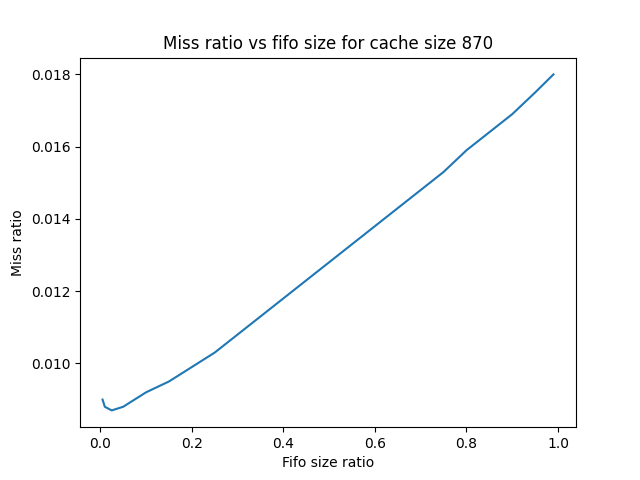 Miss ratio vs fifo size for cache size 870
0.018
0.016
0.014
0.012
0.010
Miss ratio
0.0 0.2 0.4 0.6 0.8 1.0
Fifo size ratio